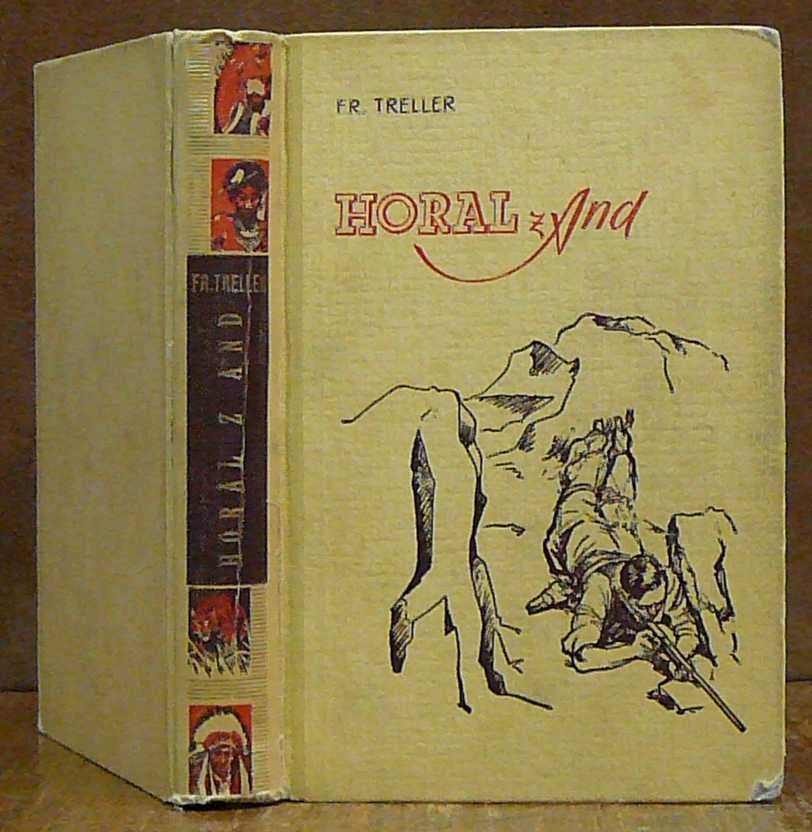 FR. TRELLER
HORAL Z AND
FR. TRELLER
HORAL z And